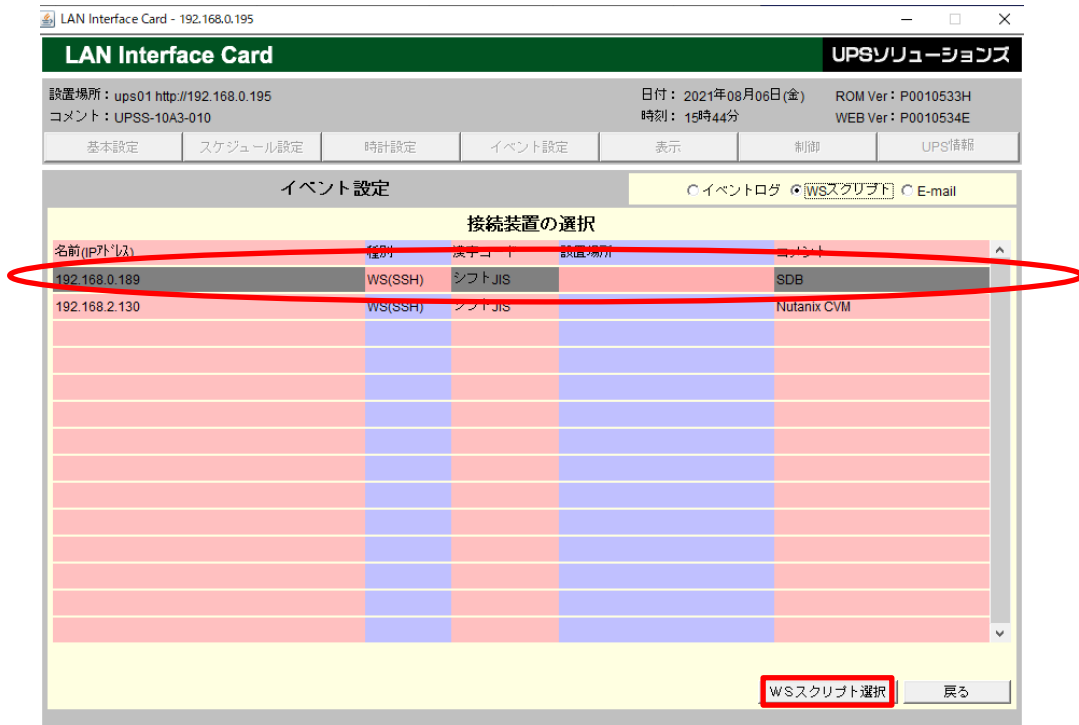 LAN Interface Card - 192.168.0.195
LAN Interface Card
UPSソリューションズ
設置場所：ups01 http://192.168.0.195
日付： 2021年08月06日(金)
ROM Ver：P0010533H
コメント：UPSS-10A3-010
時刻： 15時44分
WEB Ver：P0010534E
基本設定 スケジュール設定 時計設定 イベント設定 表示 制御 UPS情報
イベント設定
イベントログ WSスクリプト E-mail
接続装置の選択
名前(IPｱﾄﾞﾚｽ) 種別 漢字コード 設置場所 コメント
192.168.0.189 WS(SSH) シフトJIS SDB
192.168.2.130 WS(SSH) シフトJIS Nutanix CVM
WSスクリプト選択 戻る